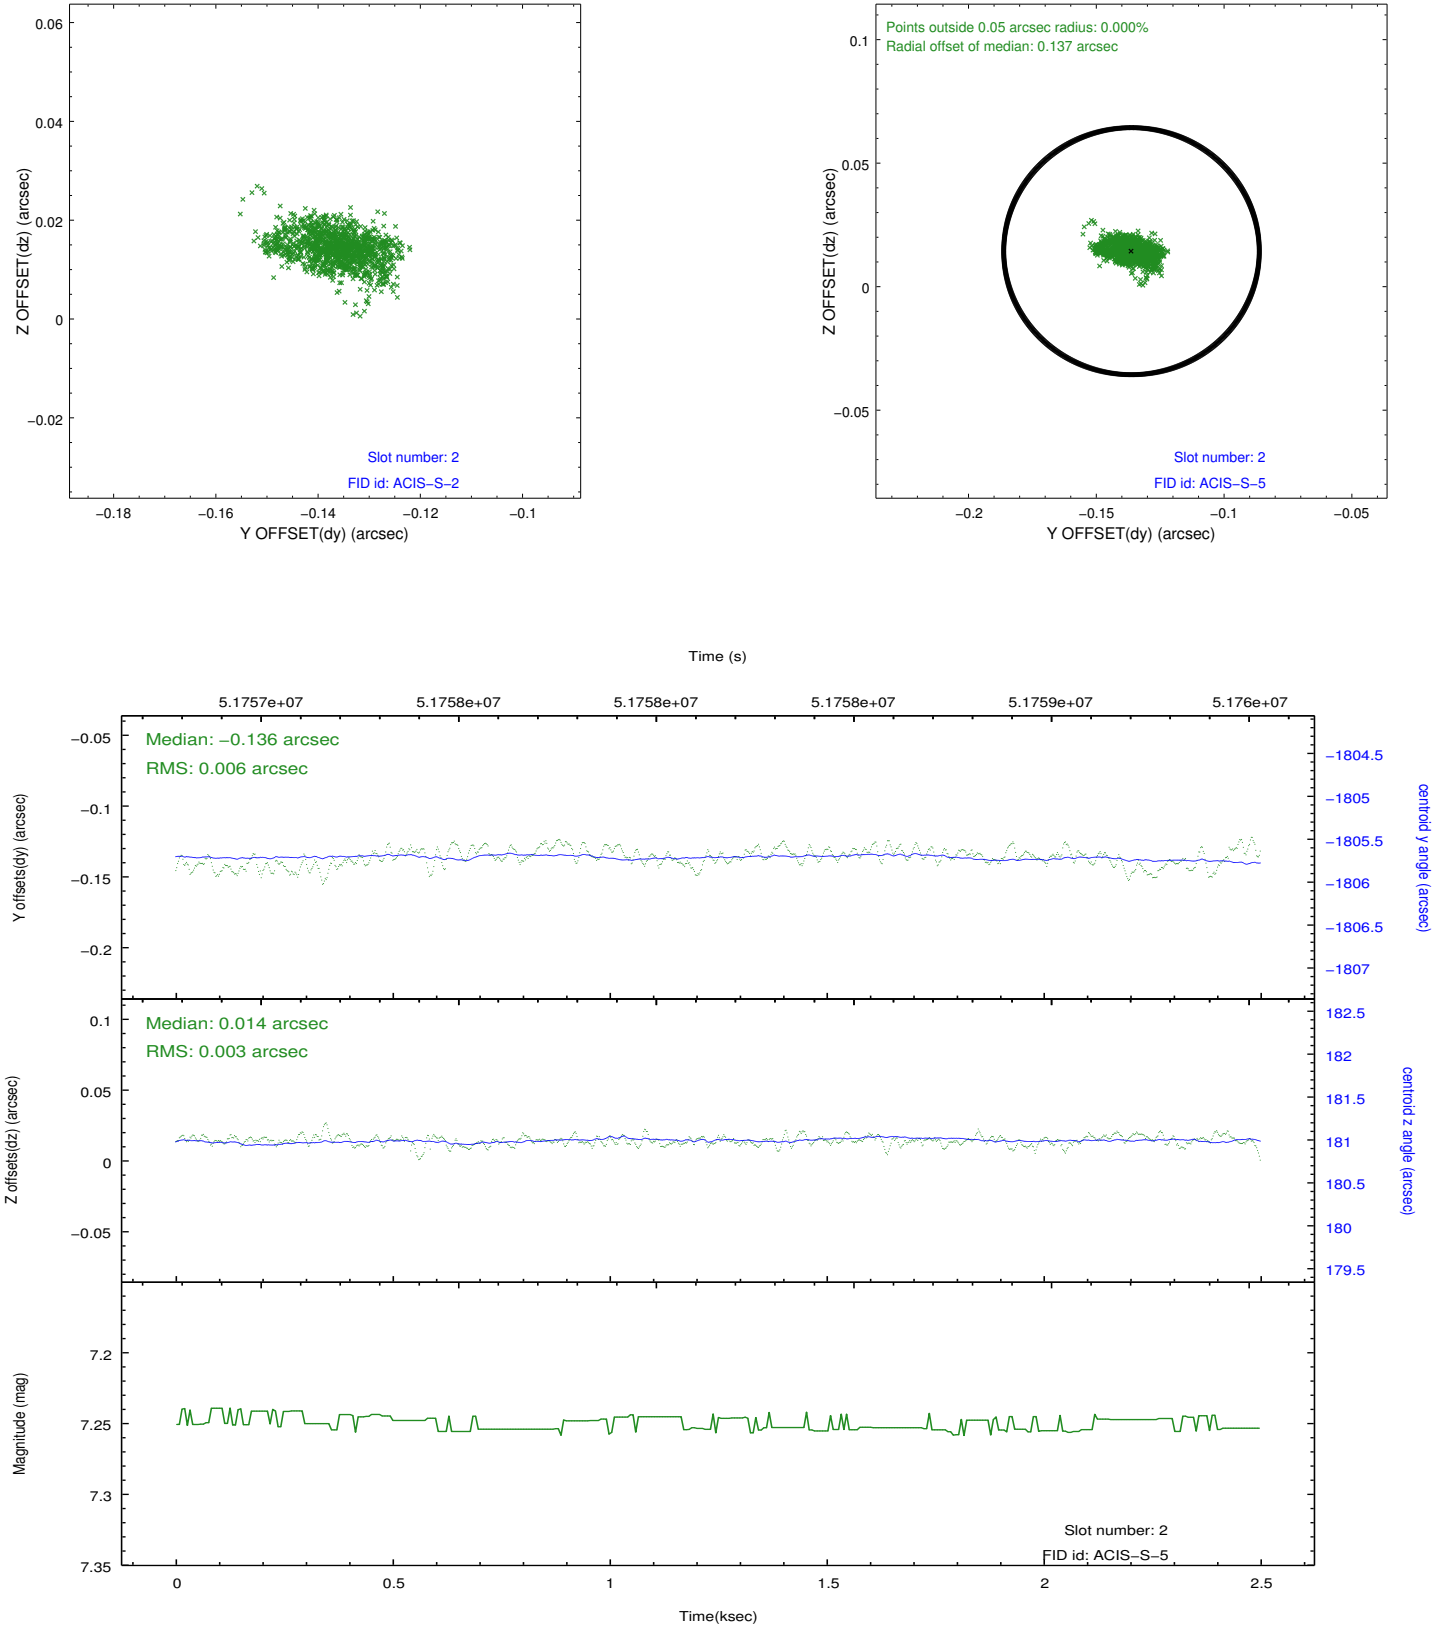 0.06
0.04
0.02
0
−0.02
Z OFFSET(dz) (arcsec)
Slot number: 2
FID id: ACIS−S−2
−0.18
−0.16
−0.14
−0.12
−0.1
Y OFFSET(dy) (arcsec)
Points outside 0.05 arcsec radius: 0.000%
Radial offset of median: 0.137 arcsec
0.1
0.05
0
−0.05
Z OFFSET(dz) (arcsec)
Slot number: 2
FID id: ACIS−S−5
−0.2
−0.15
−0.1
−0.05
Y OFFSET(dy) (arcsec)
Time (s)
5.1757e+07
5.1758e+07
5.1758e+07
5.1758e+07
5.1759e+07
5.176e+07
Median: −0.136 arcsec
RMS: 0.006 arcsec
−0.05
−0.1
−0.15
−0.2
Y offsets(dy) (arcsec)
−1804.5
−1805
−1805.5
−1806
−1806.5
−1807
centroid y angle (arcsec)
Median: 0.014 arcsec
RMS: 0.003 arcsec
0.1
0.05
0
−0.05
Z offsets(dz) (arcsec)
182.5
182
181.5
181
180.5
180
179.5
centroid z angle (arcsec)
7.2
7.25
7.3
7.35
Magnitude (mag)
Slot number: 2
FID id: ACIS−S−5
0
0.5
1
1.5
2
2.5
Time(ksec)